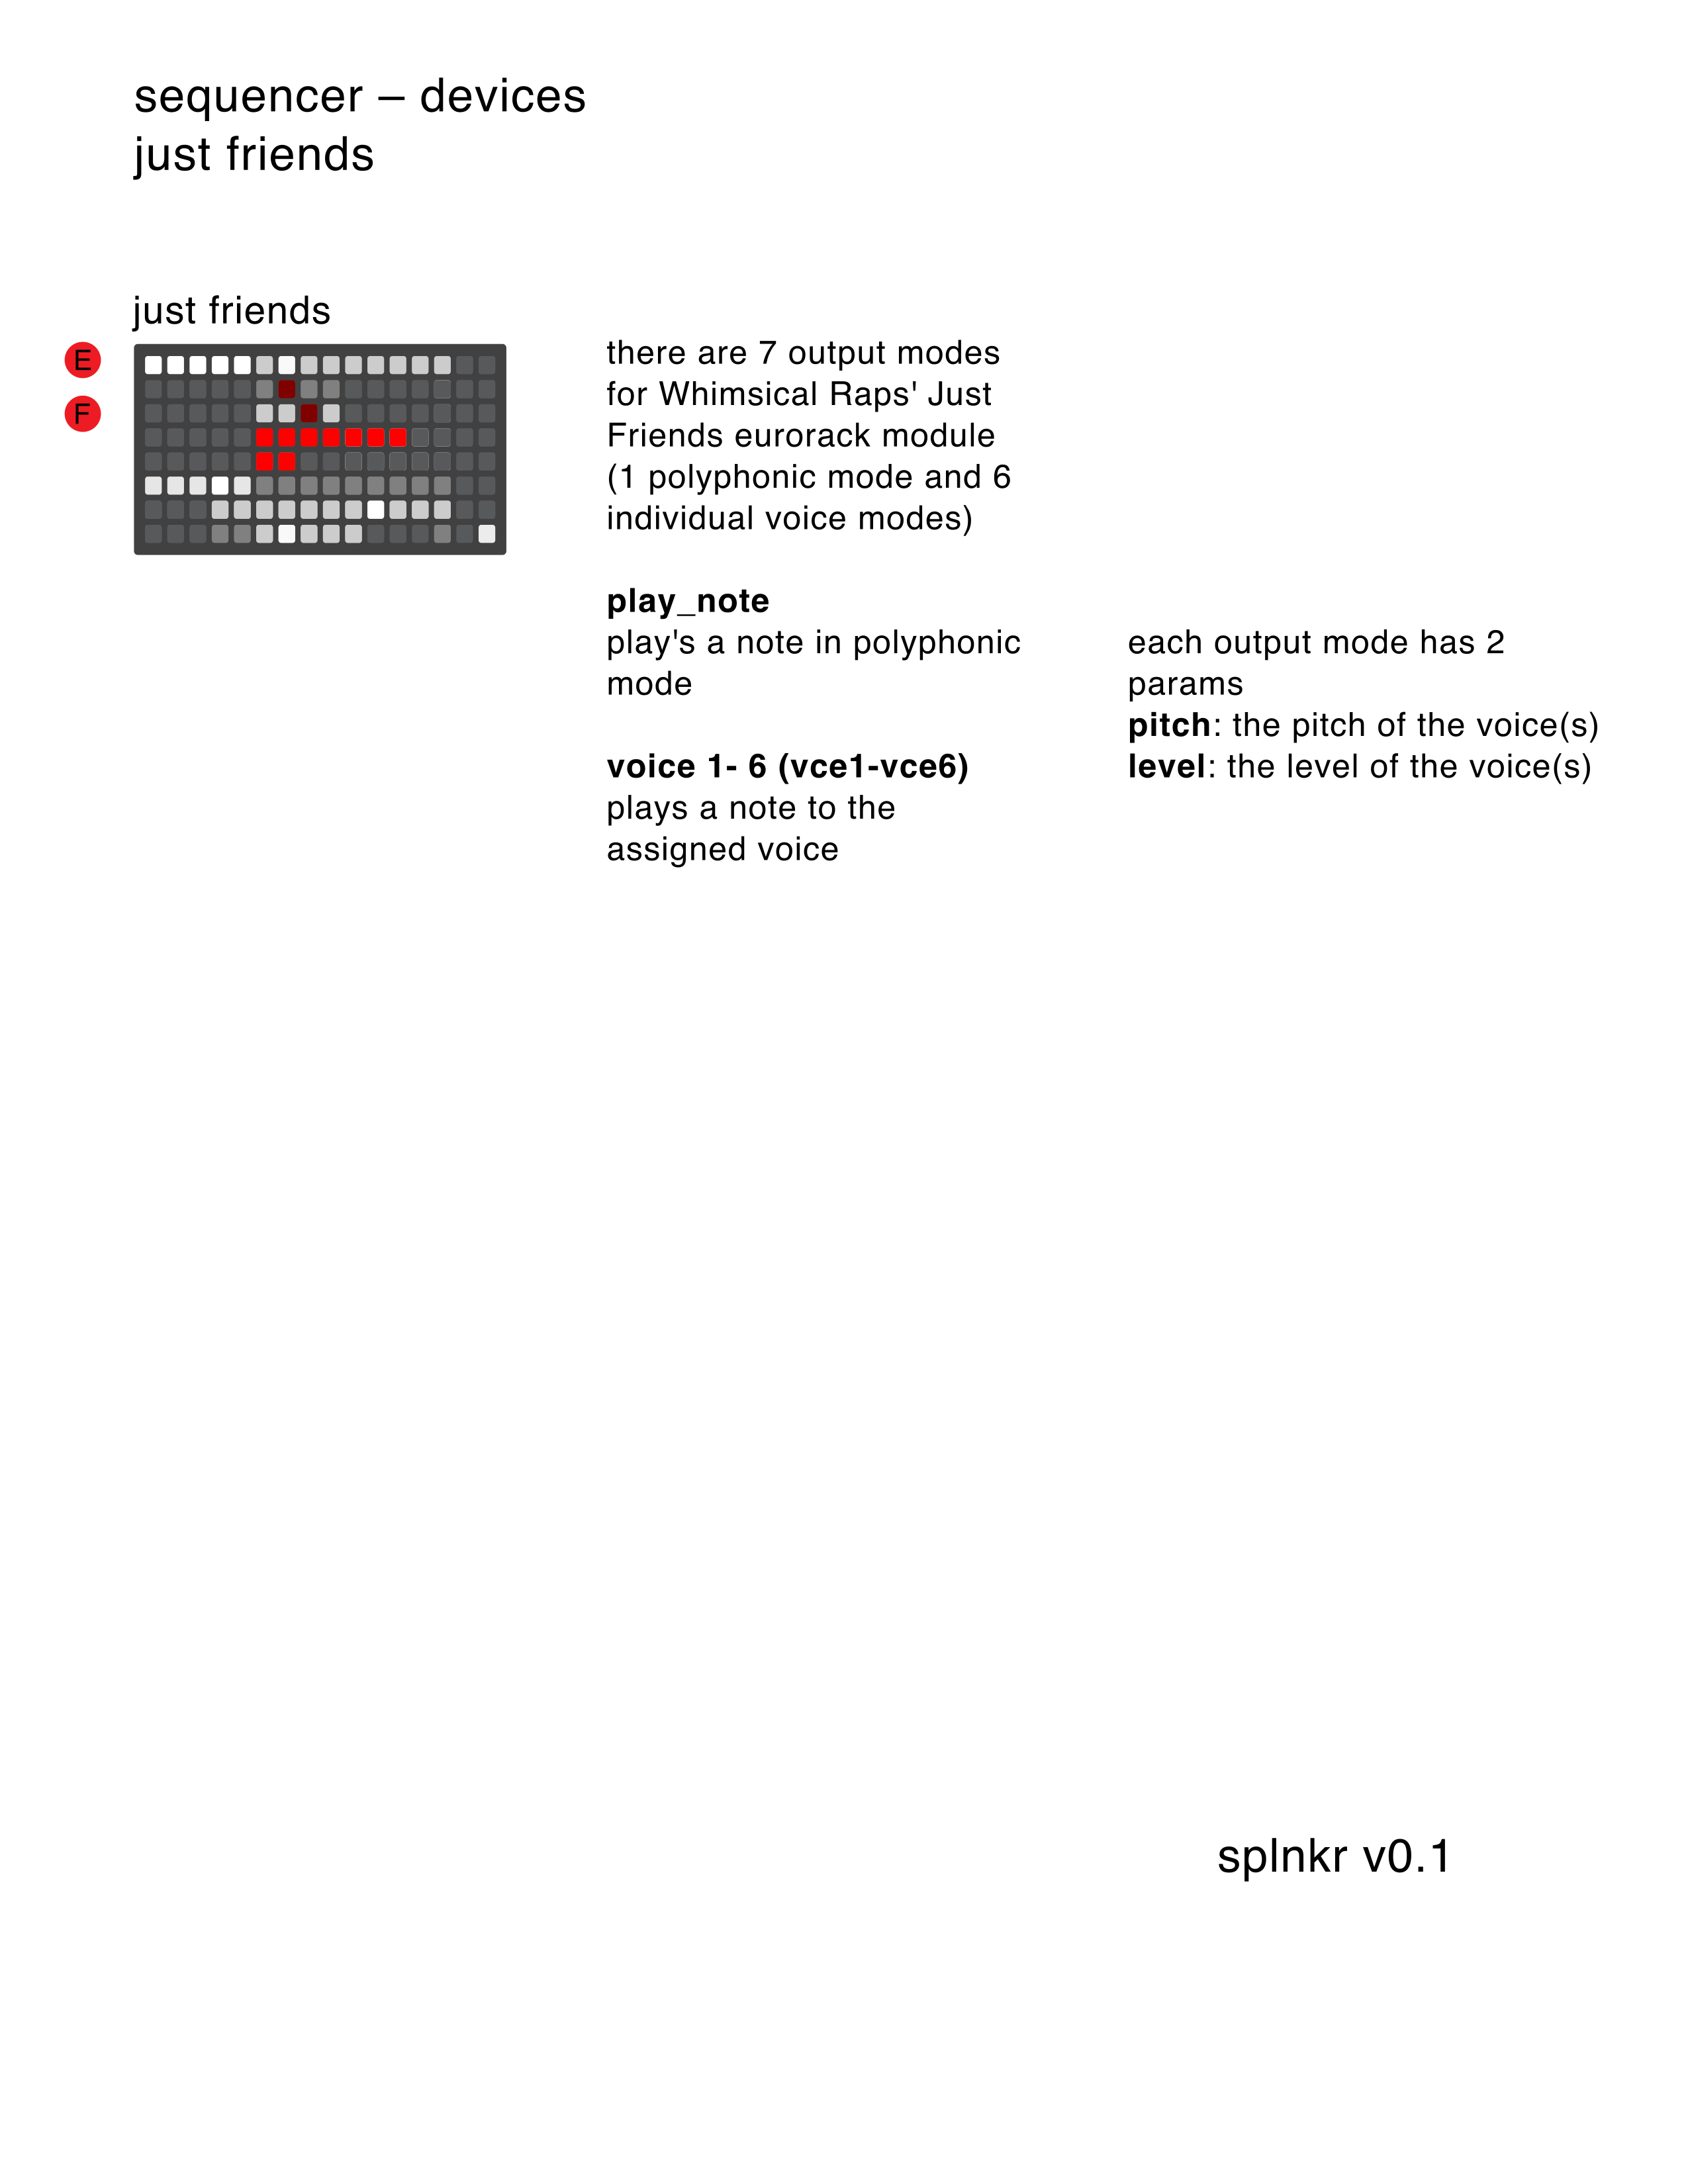 sequencer – devices
just friends
just friends
E
F
there are 7 output modes
for Whimsical Raps' Just
Friends eurorack module
(1 polyphonic mode and 6
individual voice modes)
play_note
play's a note in polyphonic
mode
voice 1- 6 (vce1-vce6)
plays a note to the
assigned voice
each output mode has 2
params
pitch: the pitch of the voice(s)
level: the level of the voice(s)
splnkr v0.1